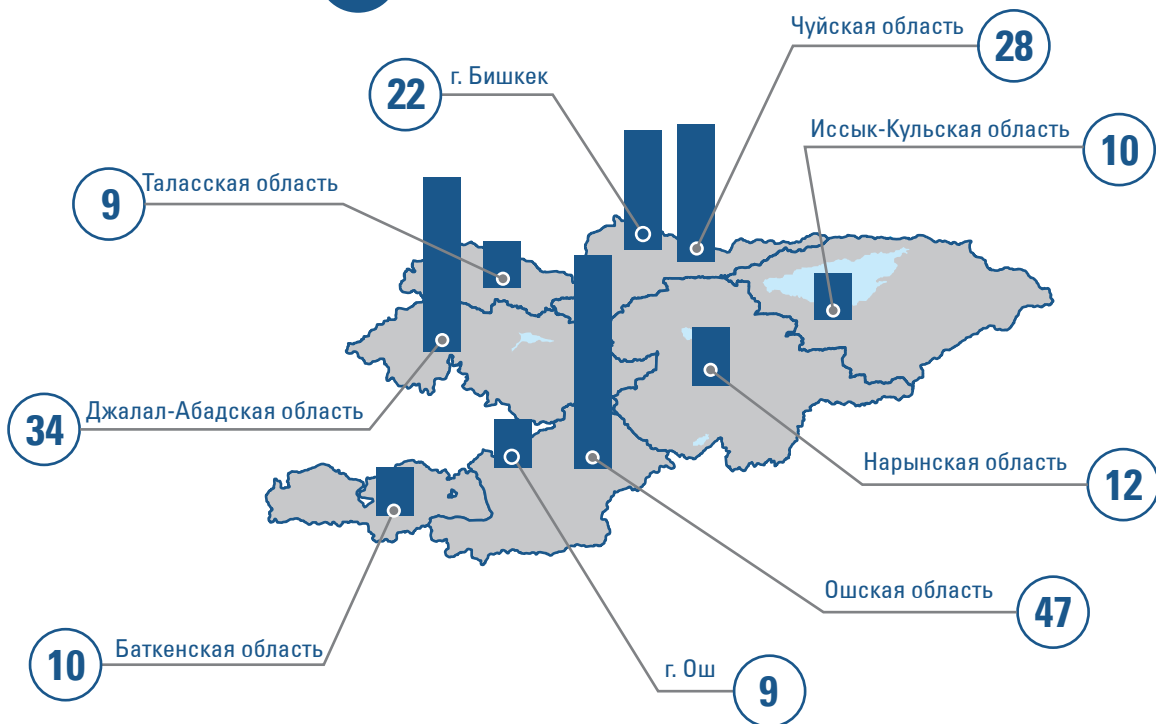 Чуйская область
28
г. Бишкек
22
Иссык-Кульская область
10
Таласская область
9
Джалал-Абадская область
34
Нарынская область
12
Ошская область
47
Баткенская область
10
г. Ош
9